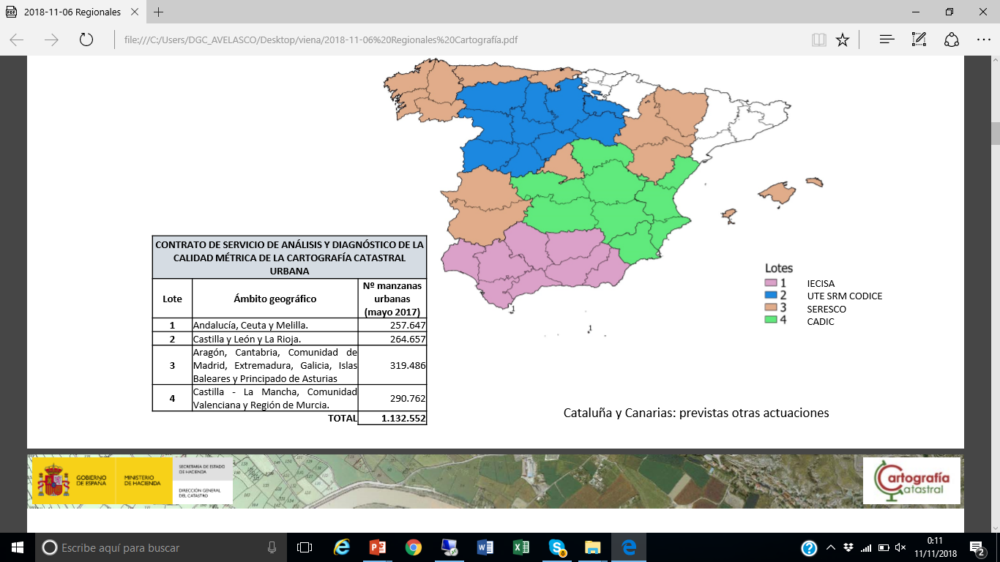 2018-11-06 Regionales
file:///C:/Users/DGC_AVELASCO/Desktop/viena/2018-11-06%20Regionales%20Cartografía.pdf
CONTRATO DE SERVICIO DE ANÁLISIS Y DIAGNÓSTICO DE LA
CALIDAD MÉTRICA DE LA CARTOGRAFÍA CATASTRAL
URBANA
Lote Ámbito geográfico Nº manzanas
urbanas
(mayo 2017)
1 Andalucía, Ceuta y Melilla. 257.647
2 Castilla y León y La Rioja. 264.657
Aragón, Cantabria, Comunidad de
3 Madrid, Extremadura, Galicia, Islas 319.486
Baleares y Principado de Asturias
4 Castilla - La Mancha, Comunidad 290.762
Valenciana y Región de Murcia.
TOTAL 1.132.552
1
1
Lotes
1 IECISA
2 UTE SRM CODICE
3 SERESCO
4 CADIC
Cataluña y Canarias: previstas otras actuaciones
GOBIERNO
DE ESPAÑA
MINISTERIO
DE HACIENDA
SECRETARÍA DE ESTADO
DE HACIENDA
DIRECCIÓN GENERAL
DEL CATASTRO
Cartografía
Catastral
Escribe aquí para buscar
8
0:11
11/11/2018
2